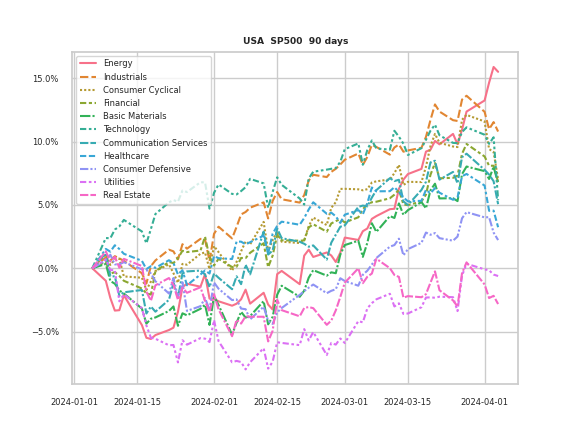 USA  SP500  90 days
Energy
Industrials
Consumer Cyclical
Financial
Basic Materials
Technology
Communication Services
Healthcare
Consumer Defensive
Utilities
Real Estate
15.0%
10.0%
5.0%
0.0%
−5.0%
2024-01-01 2024-01-15 2024-02-01 2024-02-15 2024-03-01 2024-03-15 2024-04-01